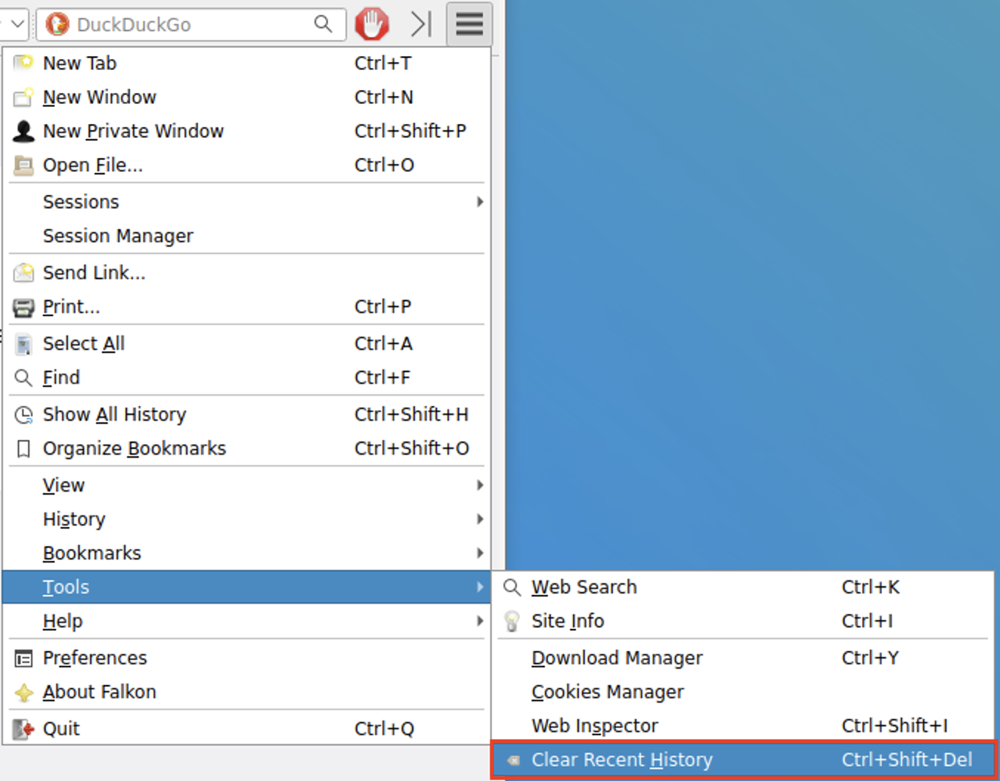 DuckDuckGo
New Tab Ctrl+T
New Window Ctrl+N
New Private Window Ctrl+Shift+P
Open File... Ctrl+O
Sessions
Session Manager
Send Link...
Print... Ctrl+P
Select All Ctrl+A
Find Ctrl+F
Show All History Ctrl+Shift+H
Organize Bookmarks Ctrl+Shift+O
View
History
Bookmarks
Tools
Help
Preferences
About Falkon
Quit Ctrl+Q
Web Search Ctrl+K
Site Info Ctrl+I
Download Manager Ctrl+Y
Cookies Manager
Web Inspector Ctrl+Shift+I
Clear Recent History Ctrl+Shift+Del